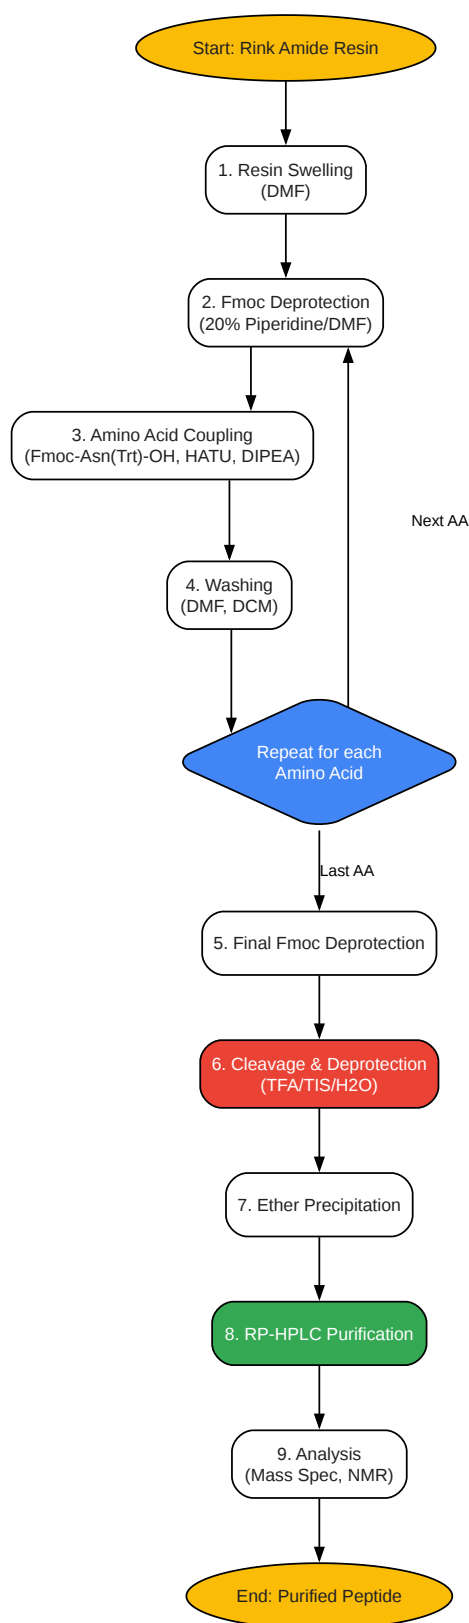 Start: Rink Amide Resin
1. Resin Swelling
(DMF)
2. Fmoc Deprotection
(20% Piperidine/DMF)
3. Amino Acid Coupling
(Fmoc-Asn(Trt)-OH, HATU, DIPEA)
Next AA
4. Washing
(DMF, DCM)
Repeat for each
Amino Acid
Last AA
5. Final Fmoc Deprotection
6. Cleavage & Deprotection
(TFA/TIS/H2O)
7. Ether Precipitation
8. RP-HPLC Purification
9. Analysis
(Mass Spec, NMR)
End: Purified Peptide